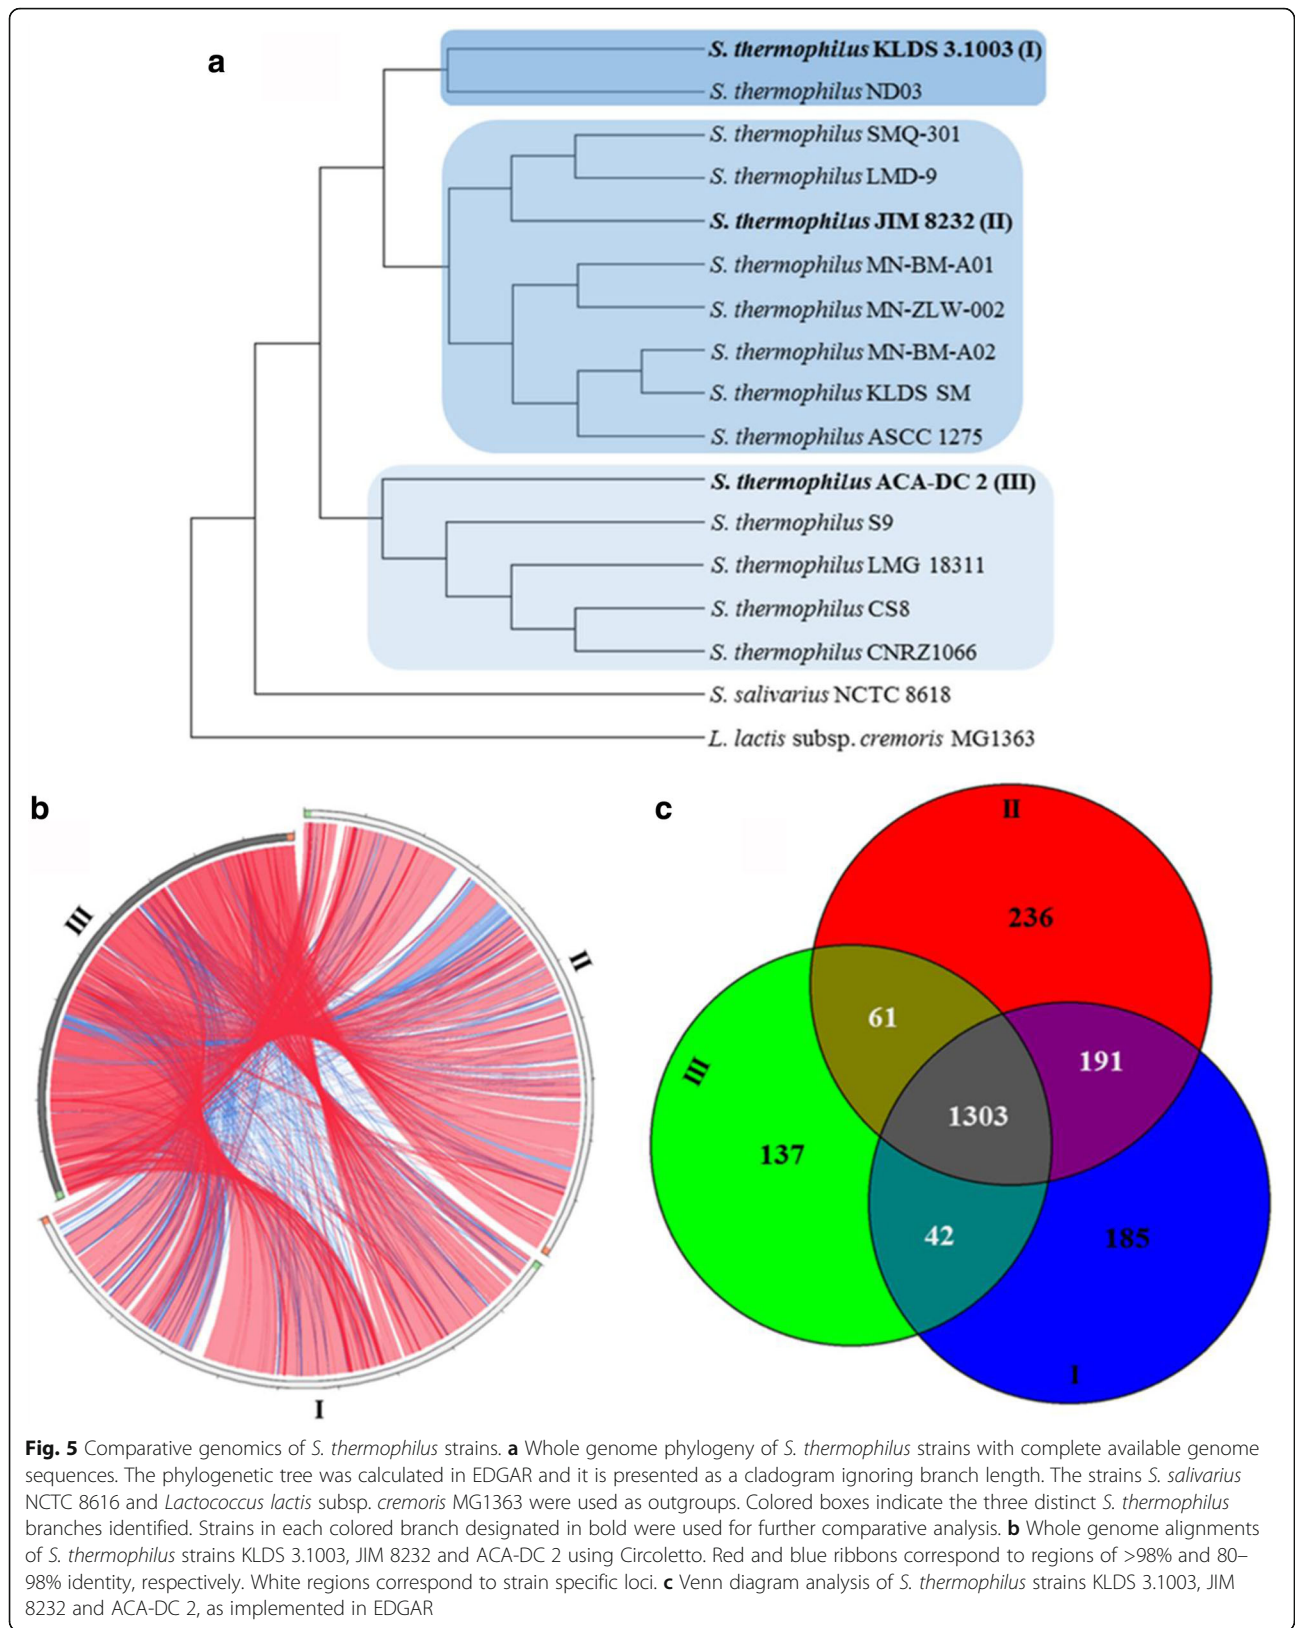 a
S. thermophilus KLDS 3.1003 (I)
S. thermophilus ND03
S. thermophilus SMQ-301
S. thermophilus LMD-9
S. thermophilus JIM 8232 (II)
S. thermophilus MN-BM-A01
S. thermophilus MN-ZLW-002
S. thermophilus MN-BM-A02
S. thermophilus KLDS SM
S. thermophilus ASCC 1275
S. thermophilus ACA-DC 2 (III)
S. thermophilus S9
S. thermophilus LMG 18311
S. thermophilus CS8
S. thermophilus CNRZ1066
S. salivarius NCTC 8618
L. lactis subsp. cremoris MG1363
b
III
II
I
c
II
236
61
191
III
1303
137
42
185
I
Fig. 5 Comparative genomics of S. thermophilus strains. a Whole genome phylogeny of S. thermophilus strains with complete available genome
sequences. The phylogenetic tree was calculated in EDGAR and it is presented as a cladogram ignoring branch length. The strains S. salivarius
NCTC 8616 and Lactococcus lactis subsp. cremoris MG1363 were used as outgroups. Colored boxes indicate the three distinct S. thermophilus
branches identified. Strains in each colored branch designated in bold were used for further comparative analysis. b Whole genome alignments
of S. thermophilus strains KLDS 3.1003, JIM 8232 and ACA-DC 2 using Circoletto. Red and blue ribbons correspond to regions of >98% and 80–
98% identity, respectively. White regions correspond to strain specific loci. c Venn diagram analysis of S. thermophilus strains KLDS 3.1003, JIM
8232 and ACA-DC 2, as implemented in EDGAR